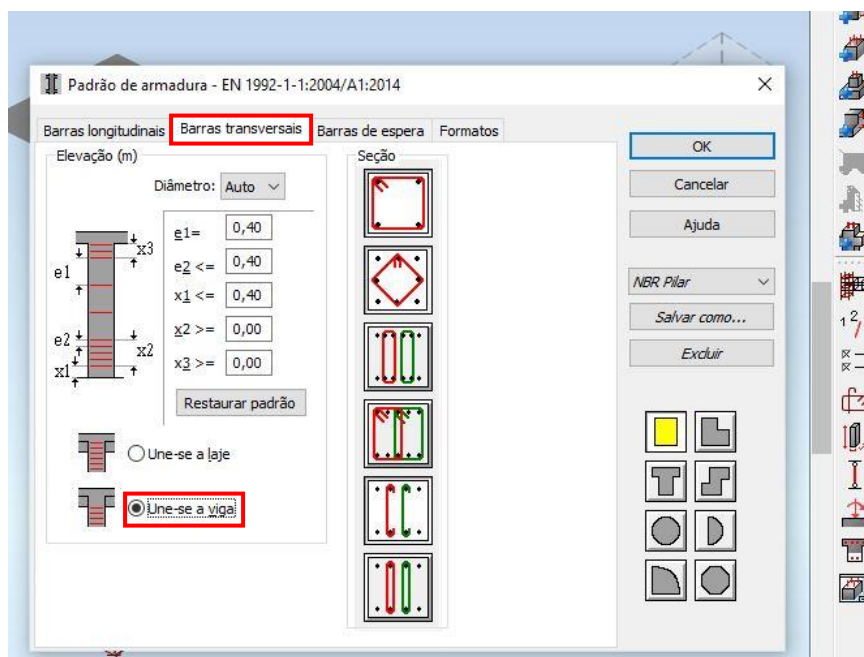 Padrão de armadura - EN 1992-1-1:2004/A1:2014
Barras longitudinais Barras transversais Barras de espera Formatos
Elevação (m)
Diâmetro: Auto
e1= 0,40
e2 <= 0,40
x1 <= 0,40
x2 >= 0,00
x3 >= 0,00
Restaurar padrão
x3
e1
e2
x2
x1
Une-se a laje
Une-se a viga
Seção
OK
Cancelar
Ajuda
NBR Pilar
Salvar como...
Excluir
1 2